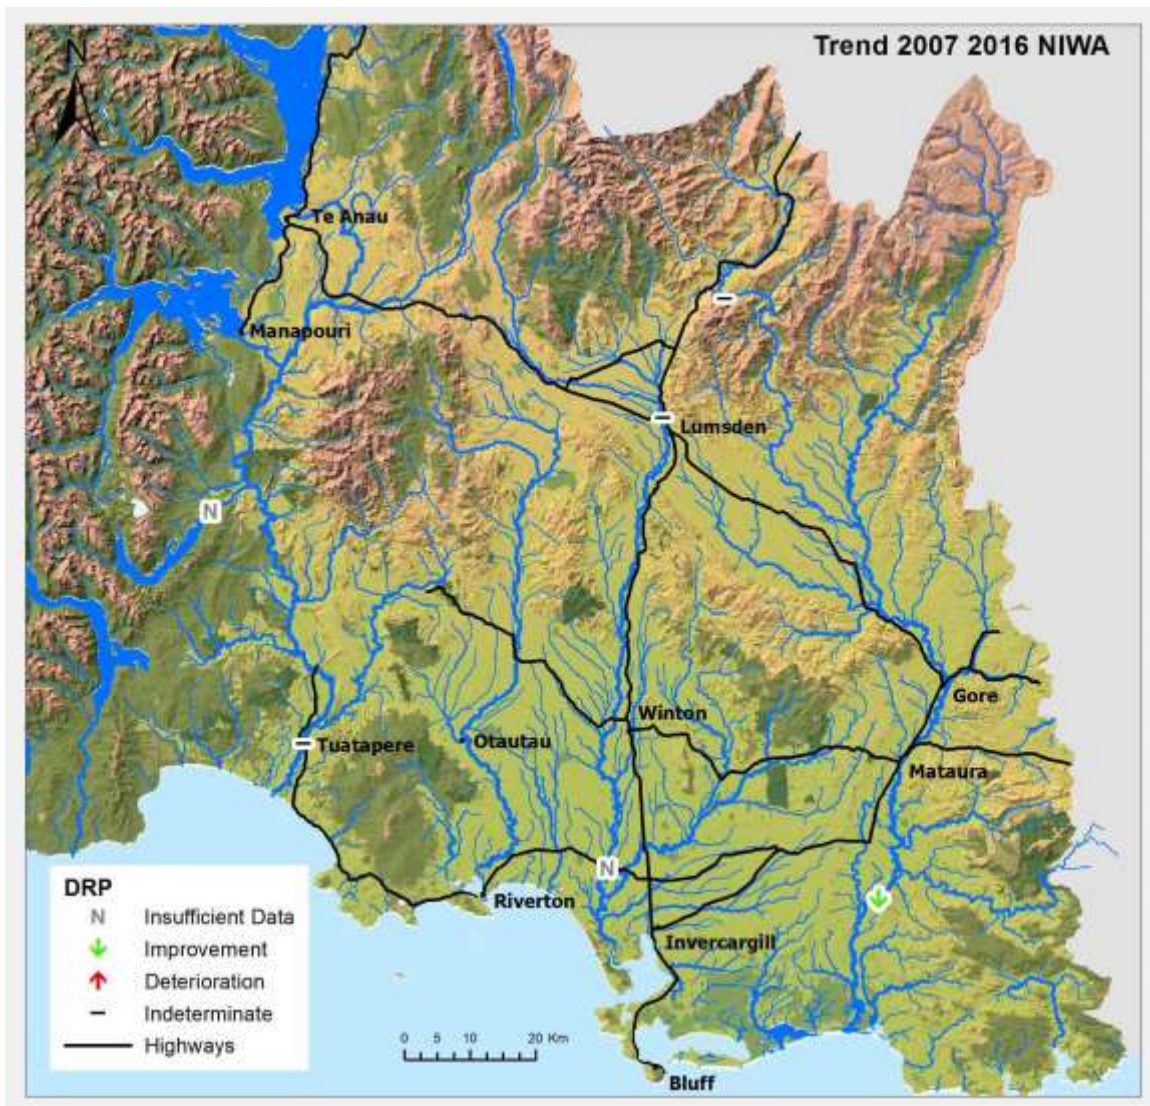 Trend 2007 2016 NIWA
N
Te Anau
Manapouri
Lumsden
N
Gore
Winton
Tuatapere
Otautau
Mataura
N
Riverton
Invercargill
Bluff
DRP
N Insufficient Data
Improvement
Deterioration
Indeterminate
Highways
0 5 10 20 Km